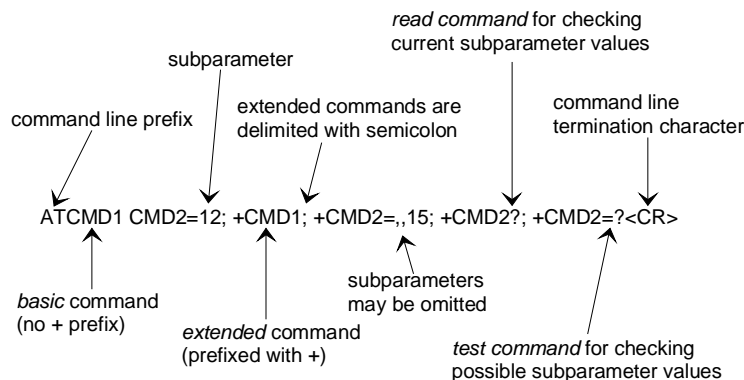 read command for checking
current subparameter values
subparameter
extended commands are
delimited with semicolon
command line
termination character
command line prefix
ATCMD1 CMD2=12; +CMD1; +CMD2=,,15; +CMD2?; +CMD2=?<CR>
basic command
(no + prefix)
extended command
(prefixed with +)
subparameters
may be omitted
test command for checking
possible subparameter values